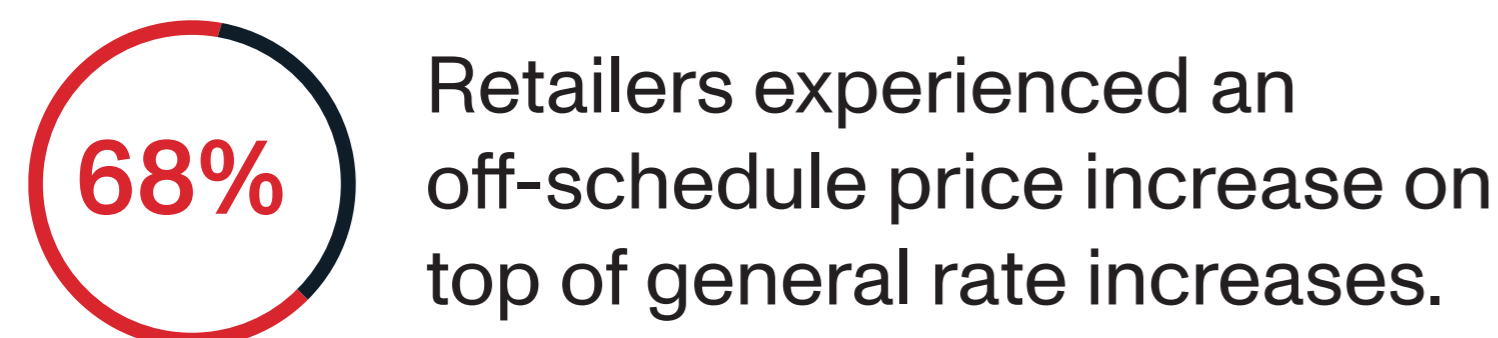 68%
Retailers experienced an
off-schedule price increase on
top of general rate increases.